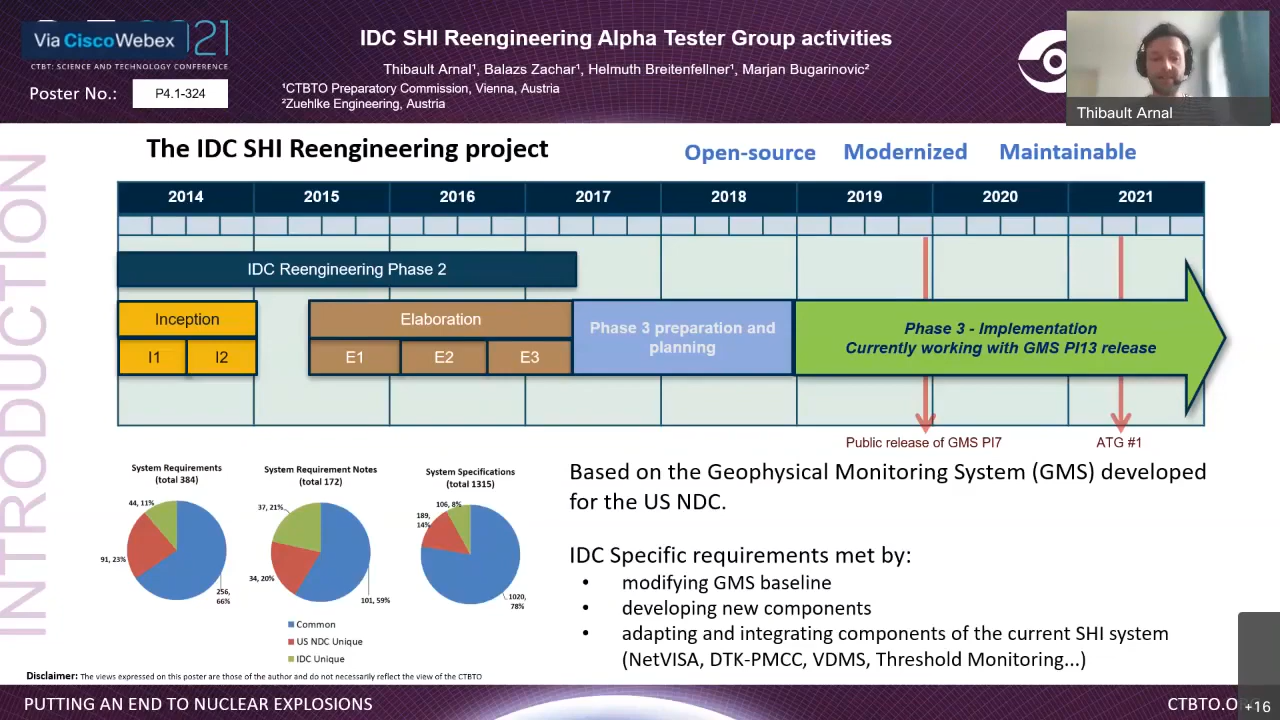 Via CiscoWebex 21
CTBT: SCIENCE AND TECHNOLOGY CONFERENCE
Poster No.: P4.1-324
IDC SHI Reengineering Alpha Tester Group activities
Thibault Arnal¹, Balazs Zachar¹, Helmuth Breitenfellner¹, Marjan Bugarinovic²
¹CTBTO Preparatory Commission, Vienna, Austria
²Zuehlke Engineering, Austria
Thibault Arnal
INTRODUCTION
The IDC SHI Reengineering project
Open-source Modernized Maintainable
2014 2015 2016 2017 2018 2019 2020 2021
IDC Reengineering Phase 2
Inception
I1 I2
Elaboration
E1 E2 E3
Phase 3 preparation and
planning
Phase 3 - Implementation
Currently working with GMS PI13 release
Public release of GMS PI7
ATG #1
System Requirements
(total 384)
44, 11%
91, 23%
256,
66%
System Requirement Notes
(total 172)
37, 21%
34, 20%
101, 59%
System Specifications
(total 1315)
106, 8%
189,
14%
1020,
78%
Common
US NDC Unique
IDC Unique
Based on the Geophysical Monitoring System (GMS) developed
for the US NDC.
IDC Specific requirements met by:
• modifying GMS baseline
• developing new components
• adapting and integrating components of the current SHI system
(NetVISA, DTK-PMCC, VDMS, Threshold Monitoring...)
Disclaimer: The views expressed on this poster are those of the author and do not necessarily reflect the view of the CTBTO
PUTTING AN END TO NUCLEAR EXPLOSIONS
CTBTO.O
+16